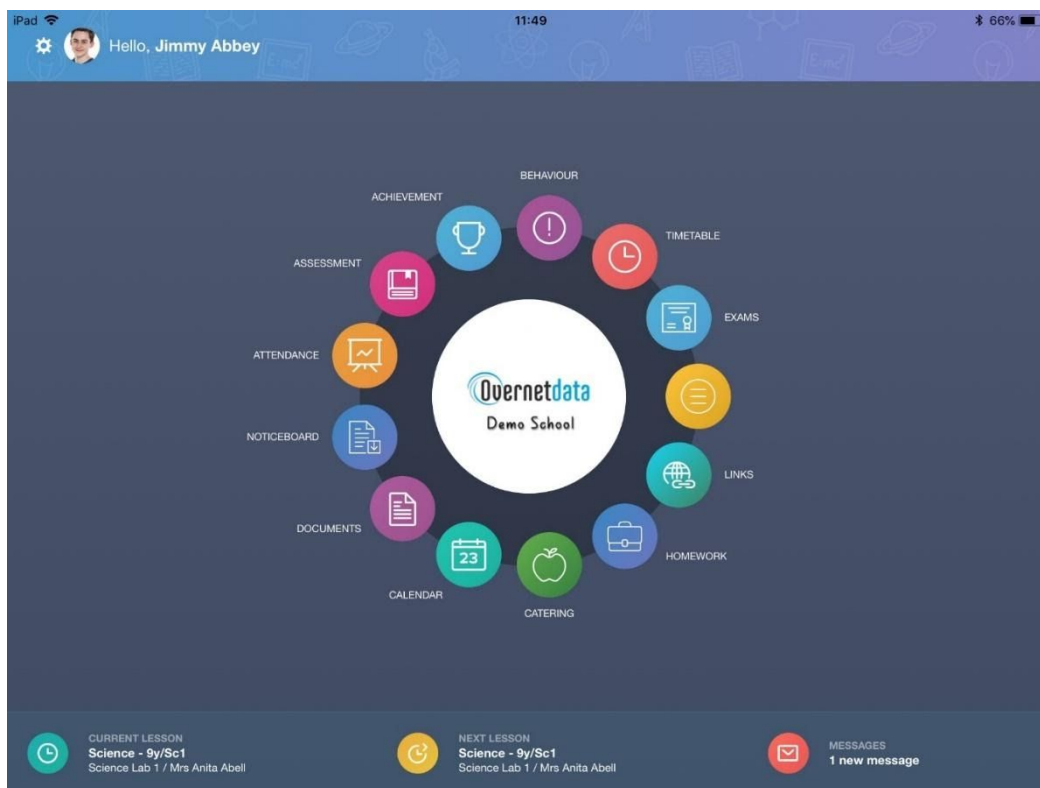 iPad 11:49 66%
Hello, Jimmy Abbey
BEHAVIOUR
ACHIEVEMENT
TIMETABLE
ASSESSMENT
EXAMS
ATTENDANCE
Overnetdata
Demo School
NOTICEBOARD
LINKS
DOCUMENTS
HOMEWORK
23
CALENDAR
CATERING
CURRENT LESSON
Science - 9y/Sc1
Science Lab 1 / Mrs Anita Abell
NEXT LESSON
Science - 9y/Sc1
Science Lab 1 / Mrs Anita Abell
MESSAGES
1 new message